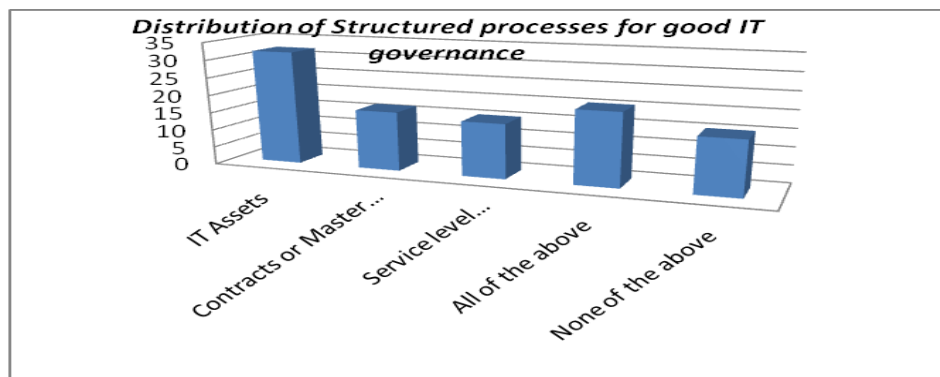 Distribution of Structured processes for good IT
governance
35
30
25
20
15
10
5
0
IT Assets
Contracts or Master ...
Service level...
All of the above
None of the above